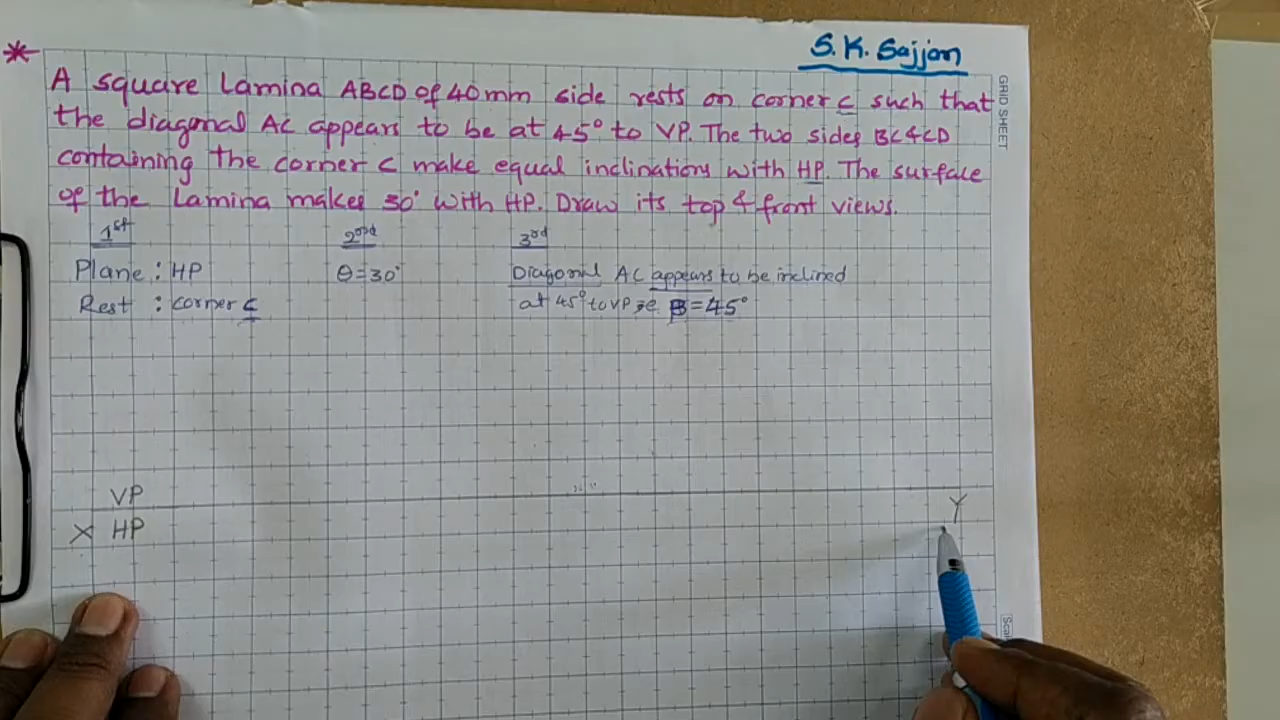 S. K. Sajjan
* A square Lamina ABCD of 40mm side rests on corner C such that
the diagonal AC appears to be at 45° to VP. The two sides BC & CD
containing the corner C make equal inclinations with HP. The surface
of the Lamina makes 30° with HP. Draw its top & front views.
1st 2nd 3rd
Plane : HP θ=30° Diagonal AC appears to be inclined
Rest : corner C at 45° to VP ie β=45°
VP
X HP Y
GRID SHEET